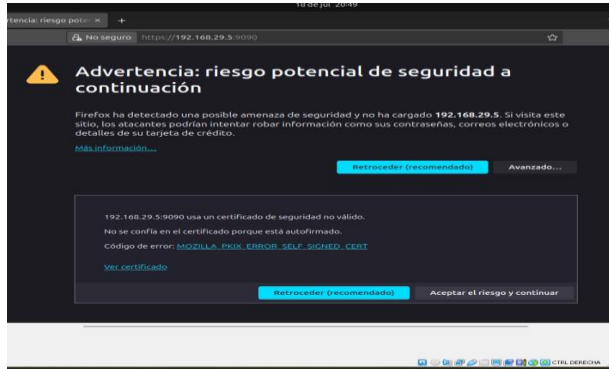 18 de jul 20:49
rtencia: riesgo poter × +
No seguro https://192.168.29.5:9090
Advertencia: riesgo potencial de seguridad a
continuación
Firefox ha detectado una posible amenaza de seguridad y no ha cargado 192.168.29.5. Si visita este
sitio, los atacantes podrían intentar robar información como sus contraseñas, correos electrónicos o
detalles de su tarjeta de crédito.
Más información...
Retroceder (recomendado) Avanzado...
192.168.29.5:9090 usa un certificado de seguridad no válido.
No se confía en el certificado porque está autofirmado.
Código de error: MOZILLA_PKIX_ERROR_SELF_SIGNED_CERT
Ver certificado
Retroceder (recomendado) Aceptar el riesgo y continuar
CTRL DERECHA